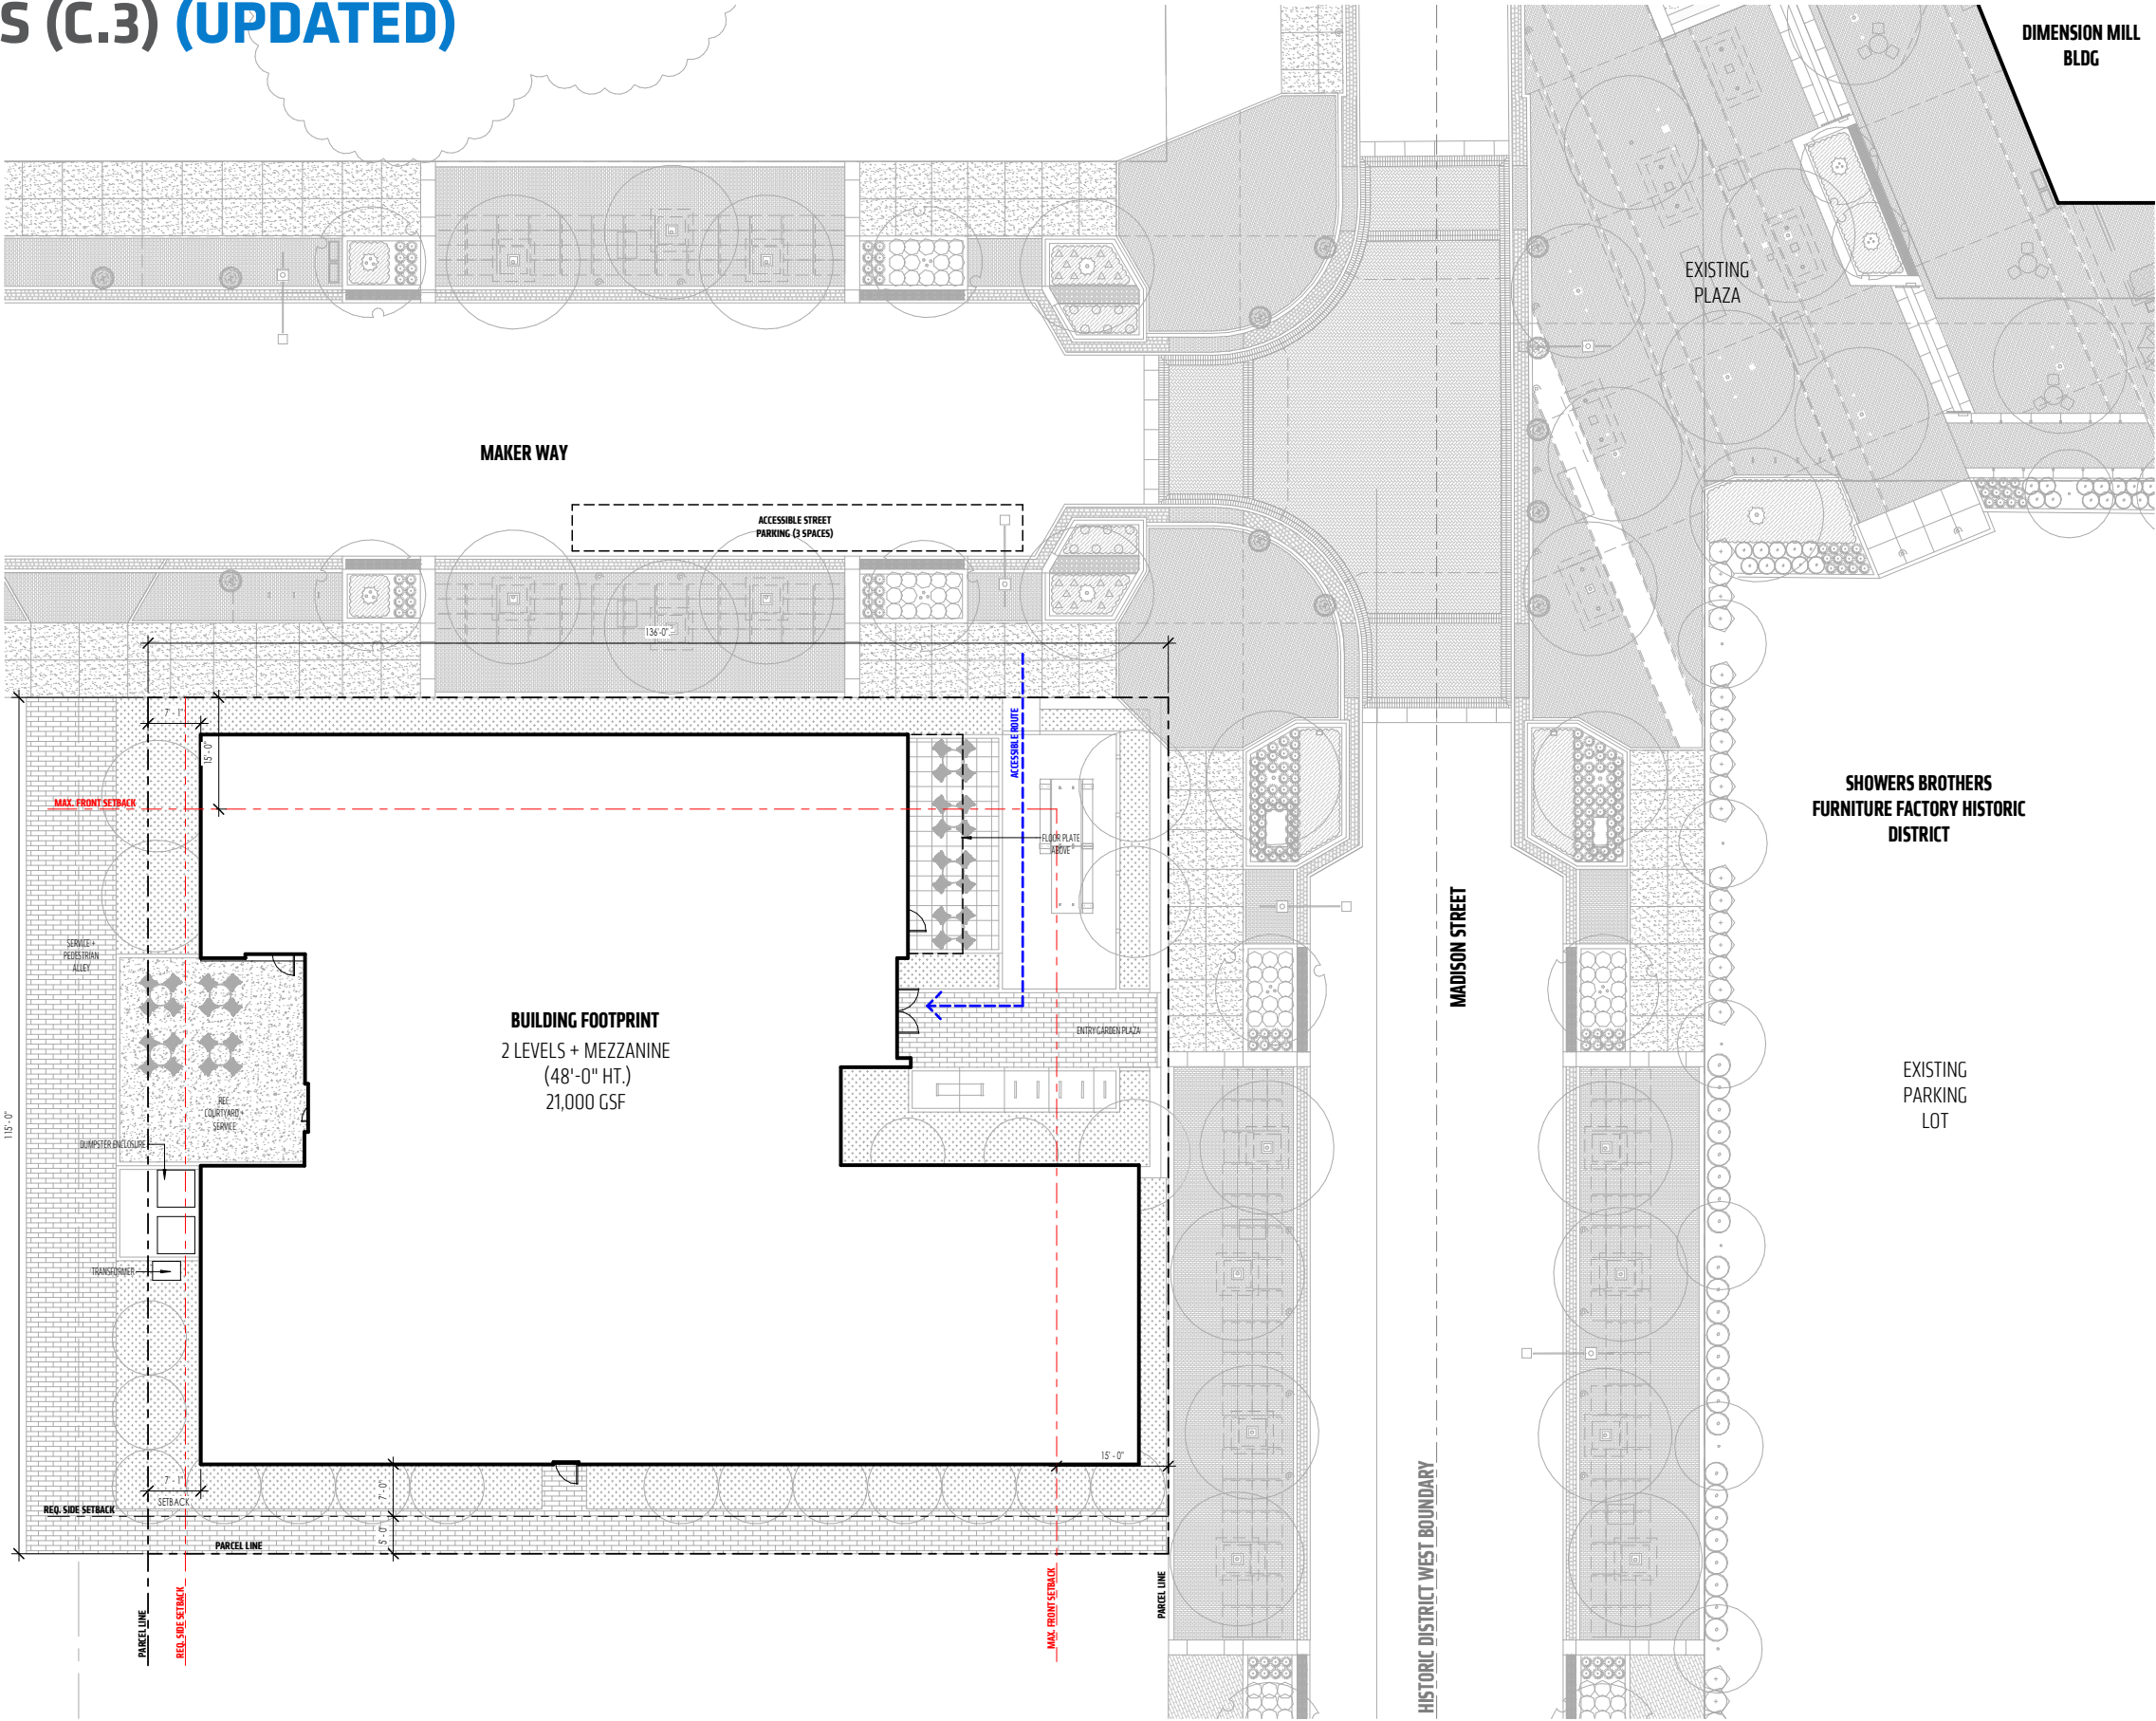 S (C.3) (UPDATED)
DIMENSION MILL
BLDG
EXISTING
PLAZA
MAKER WAY
ACCESSIBLE STREET
PARKING (3 SPACES)
136'-0"
7' - 1"
15' - 0"
ACCESSIBLE ROUTE
MAX. FRONT SETBACK
FLOOR PLATE
ABOVE
SHOWERS BROTHERS
FURNITURE FACTORY HISTORIC
DISTRICT
MADISON STREET
SERVICE +
PEDESTRIAN
ALLEY
BUILDING FOOTPRINT
2 LEVELS + MEZZANINE
(48'-0" HT.)
21,000 GSF
ENTRY GARDEN PLAZA
EXISTING
PARKING
LOT
REF.
COURTYARD +
SERVICE
115' - 0"
DUMPSTER ENCLOSURE
TRANSFORMER
15' - 0"
7' - 1"
SETBACK
7' - 0"
REQ. SIDE SETBACK
5' - 0"
PARCEL LINE
PARCEL LINE
REQ. SIDE SETBACK
MAX. FRONT SETBACK
PARCEL LINE
HISTORIC DISTRICT WEST BOUNDARY